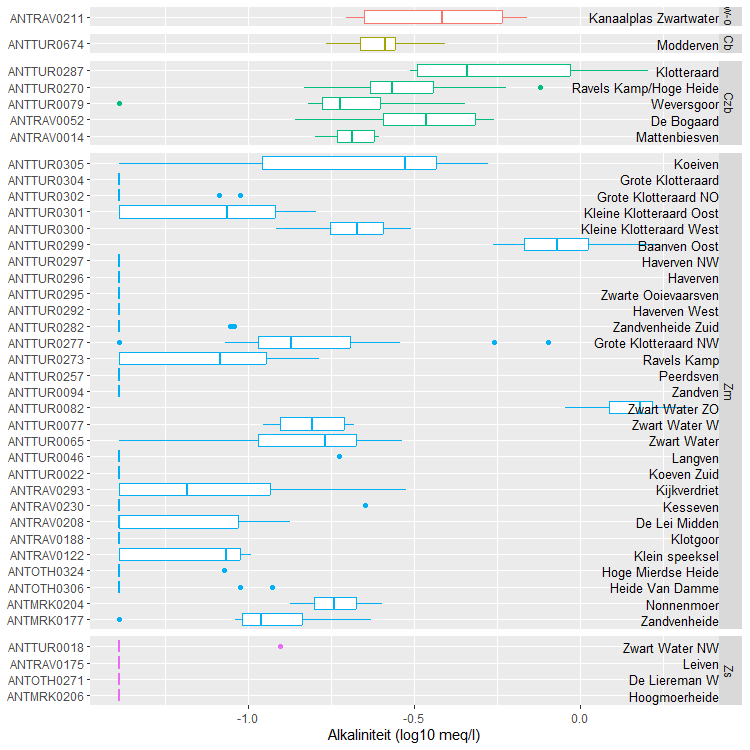 ANTRAV0211 Kanaalplas Zwartwater
ANTTUR0674 Modderven Cb
ANTTUR0287 Klotteraard
ANTTUR0270 Ravels Kamp/Hoge Heide
ANTTUR0079 Weversgoor
ANTRAV0052 De Bogaard
ANTRAV0014 Mattenbiesven
Czb
ANTTUR0305 Koeiven
ANTTUR0304 Grote Klotteraard
ANTTUR0302 Grote Klotteraard NO
ANTTUR0301 Kleine Klotteraard Oost
ANTTUR0300 Kleine Klotteraard West
ANTTUR0299 Baanven Oost
ANTTUR0297 Haverven NW
ANTTUR0296 Haverven
ANTTUR0295 Zwarte Ooievaarsven
ANTTUR0292 Haverven West
ANTTUR0282 Zandvenheide Zuid
ANTTUR0277 Grote Klotteraard NW
ANTTUR0273 Ravels Kamp
ANTTUR0257 Peerdsven
ANTTUR0094 Zandven
ANTTUR0082 Zwart Water ZO
ANTTUR0077 Zwart Water W
ANTTUR0065 Zwart Water
ANTTUR0046 Langven
ANTTUR0022 Koeven Zuid
ANTRAV0293 Kijkverdriet
ANTRAV0230 Kesseven
ANTRAV0208 De Lei Midden
ANTRAV0188 Klotgoor
ANTRAV0122 Klein speeksel
ANTOTH0324 Hoge Mierdse Heide
ANTOTH0306 Heide Van Damme
ANTMRK0204 Nonnenmoer
ANTMRK0177 Zandvenheide
Zm
ANTTUR0018 Zwart Water NW
ANTRAV0175 Leiven
ANTOTH0271 De Liereman W
ANTMRK0206 Hoogmoerheide
Zs
-1.0 -0.5 0.0
Alkaliniteit (log10 meq/l)